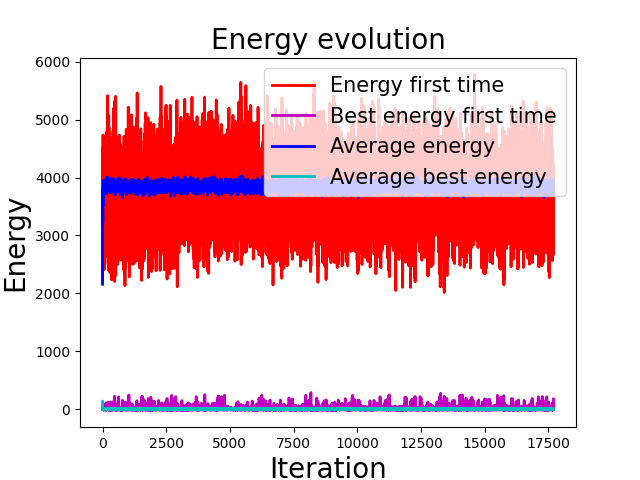 Energy evolution
Energy first time
Best energy first time
Average energy
Average best energy
6000
5000
4000
3000
2000
1000
0
Energy
0 2500 5000 7500 10000 12500 15000 17500
Iteration